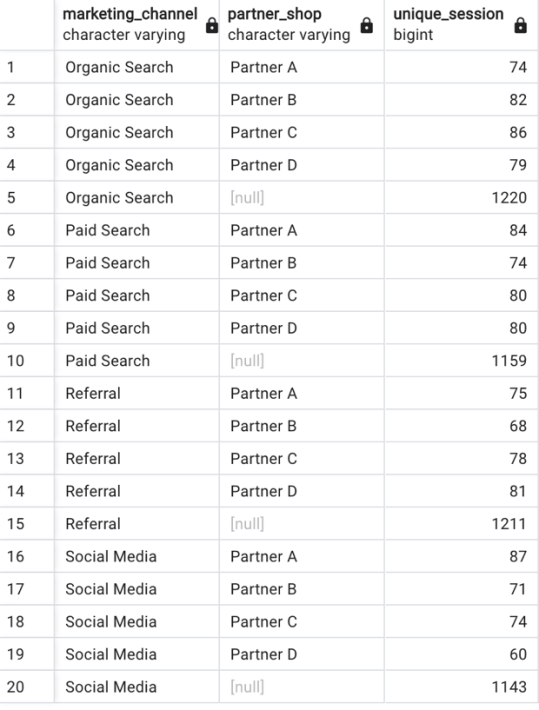 marketing_channel partner_shop unique_session
character varying character varying bigint
1 Organic Search Partner A 74
2 Organic Search Partner B 82
3 Organic Search Partner C 86
4 Organic Search Partner D 79
5 Organic Search [null] 1220
6 Paid Search Partner A 84
7 Paid Search Partner B 74
8 Paid Search Partner C 80
9 Paid Search Partner D 80
10 Paid Search [null] 1159
11 Referral Partner A 75
12 Referral Partner B 68
13 Referral Partner C 78
14 Referral Partner D 81
15 Referral [null] 1211
16 Social Media Partner A 87
17 Social Media Partner B 71
18 Social Media Partner C 74
19 Social Media Partner D 60
20 Social Media [null] 1143